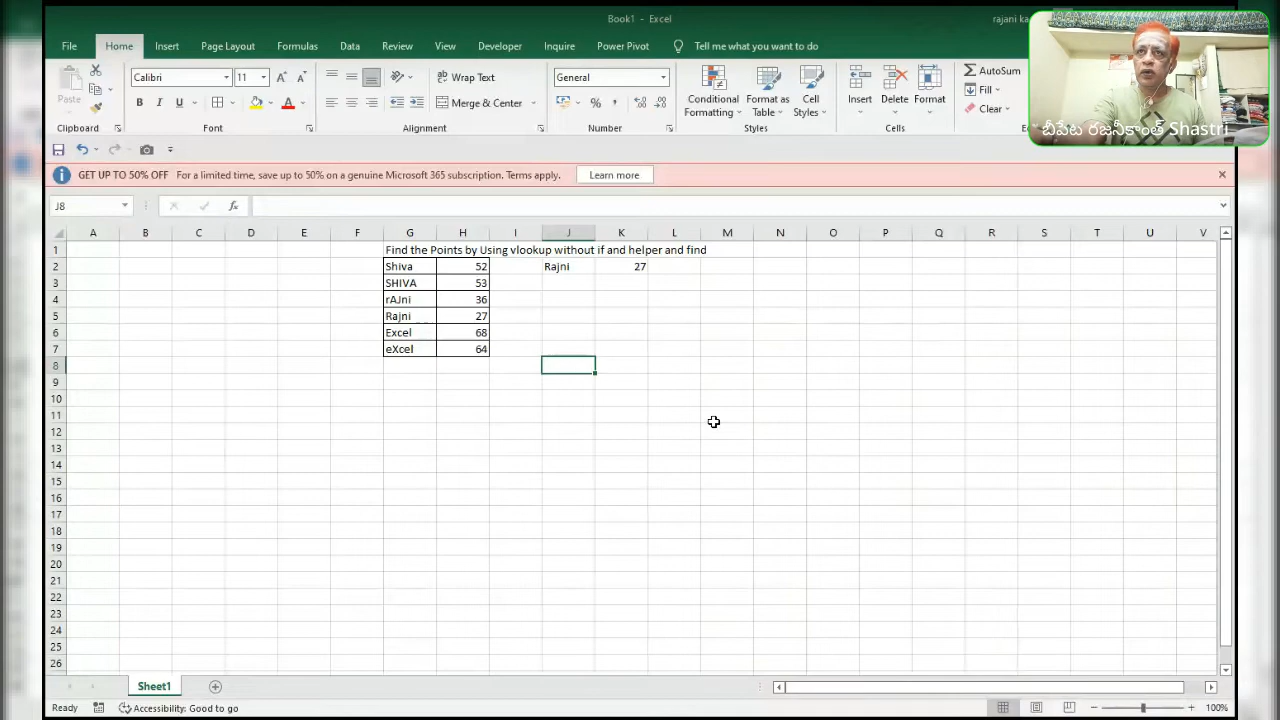 Book1 - Excel
rajani ka
File Home Insert Page Layout Formulas Data Review View Developer Inquire Power Pivot Tell me what you want to do
Paste
Calibri 11
B I U
Wrap Text
Merge & Center
General
% ,
Conditional Formatting
Format as Table
Cell Styles
Insert Delete Format
AutoSum
Fill
Clear
Clipboard Font Alignment Number Styles Cells
బీపేట రజనీకాంత్ Shastri
GET UP TO 50% OFF For a limited time, save up to 50% on a genuine Microsoft 365 subscription. Terms apply. Learn more
J8 fx
A B C D E F G H I J K L M N O P Q R S T U V
1 Find the Points by Using vlookup without if and helper and find
2 Shiva 52 Rajni 27
3 SHIVA 53
4 rAJni 36
5 Rajni 27
6 Excel 68
7 eXcel 64
8
9
10
11
12
13
14
15
16
17
18
19
20
21
22
23
24
25
26
Sheet1
Ready Accessibility: Good to go 100%